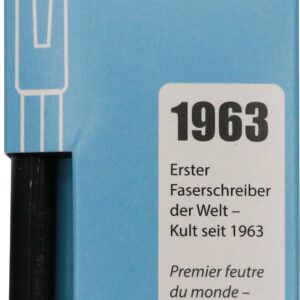 1963
Erster
Faserschreiber
der Welt –
Kult seit 1963
Premier feutre
du monde –